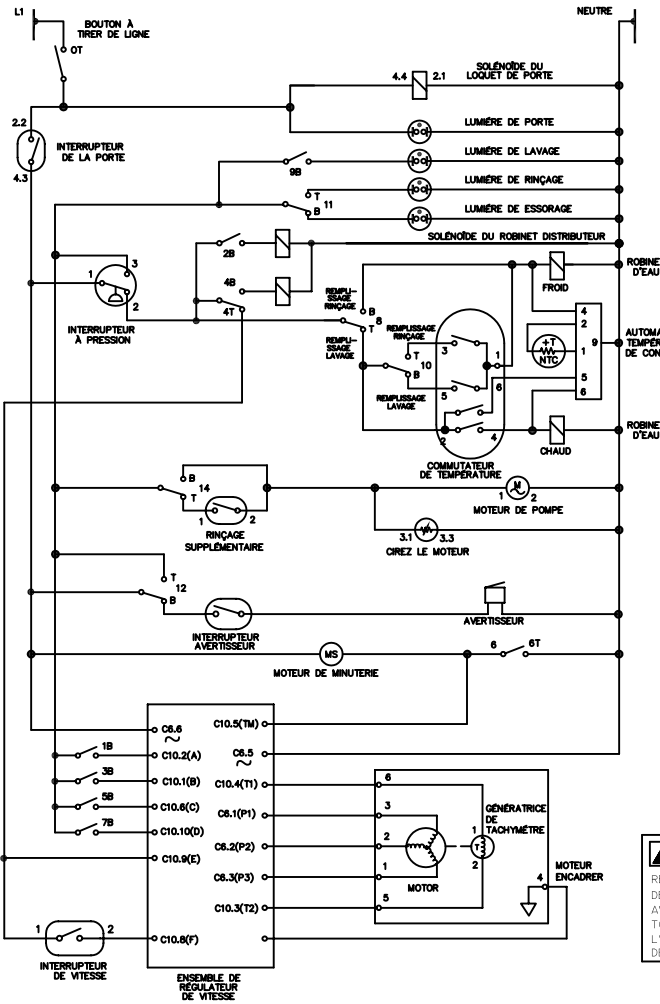 L1
NEUTRE
BOUTON À
TIRER DE LIGNE
OT
SOLÉNOÏDE DU
LOQUET DE PORTE
4.4
2.1
2.2
INTERRUPTEUR
DE LA PORTE
4.3
LUMIÉRE DE PORTE
LUMIÉRE DE LAVAGE
9B
LUMIÉRE DE RINÇAGE
T
11
B
LUMIÉRE DE ESSORAGE
SOLÉNOÏDE DU ROBINET DISTRIBUTEUR
2B
3
1
2
INTERRUPTEUR
À PRESSION
4B
4T
REMPLI-
SSAGE
RINÇAGE
B
8
T
REMPLI-
SSAGE
LAVAGE
FROID
ROBINE
D'EAU
REMPLISSAGE
RINÇAGE
T
10
B
REMPLISSAGE
LAVAGE
3
1
5
6
2
4
COMMUTATEUR
DE TEMPÉRATURE
4
2
1
9
5
6
+T
NTC
AUTOMA
TEMPÉR
DE CON
CHAUD
ROBINE
D'EAU
B
14
T
1
2
RINÇAGE
SUPPLÉMENTAIRE
M
1
2
MOTEUR DE POMPE
3.1
3.3
CIREZ LE MOTEUR
T
12
B
INTERRUPTEUR
AVERTISSEUR
AVERTISSEUR
MS
MOTEUR DE MINUTERIE
6
6T
C6.6
C10.5(TM)
1B
C10.2(A)
C6.5
3B
C10.1(B)
C10.4(T1)
5B
C10.6(C)
C6.1(P1)
7B
C10.10(D)
C6.2(P2)
C10.9(E)
C6.3(P3)
C10.3(T2)
1
2
C10.8(F)
INTERRUPTEUR
DE VITESSE
ENSEMBLE DE
RÉGULATEUR
DE VITESSE
6
3
2
1
5
MOTOR
GÉNÉRATRICE
DE
TACHYMÉTRE
1
T
2
4
MOTEUR
ENCADRER
RE
DE
A
TO
L'
DE